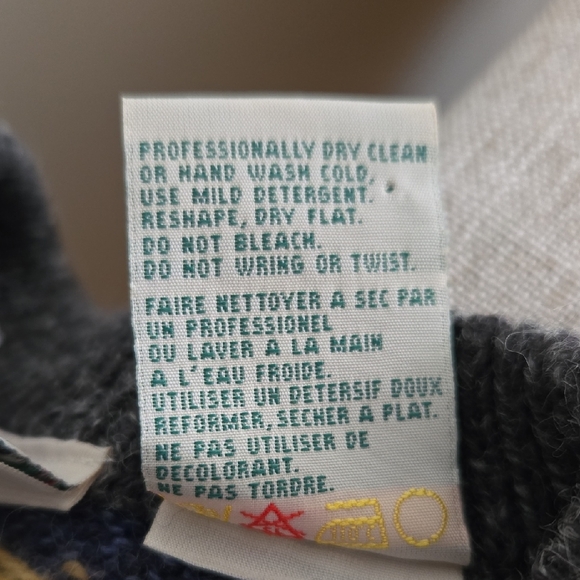 PROFESSIONALLY DRY CLEAN
OR HAND WASH COLD.
USE MILD DETERGENT.
RESHAPE, DRY FLAT.
DO NOT BLEACH.
DO NOT WRING OR TWIST.
FAIRE NETTOYER A SEC PAR
UN PROFESSIONEL
OU LAVER A LA MAIN
A L'EAU FROIDE.
UTILISER UN DETERSIF DOUX
REFORMER, SECHER A PLAT.
NE PAS UTILISER DE
DECOLORANT.
NE PAS TORDRE.